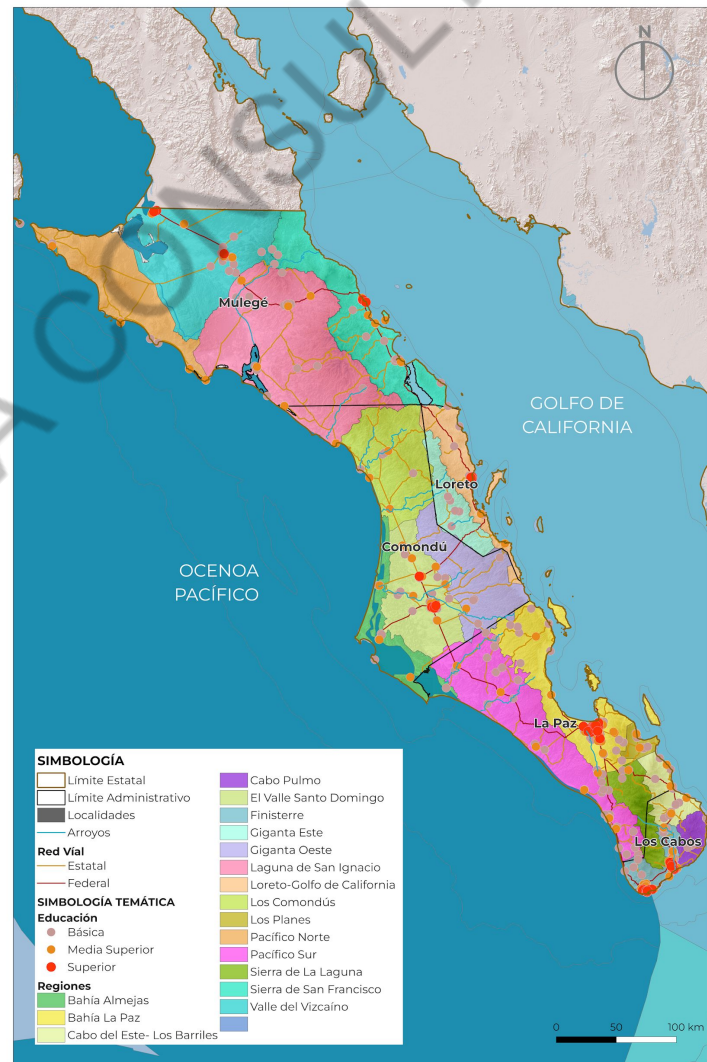 A CONSUL
N
Mulegé
GOLFO DE
CALIFORNIA
Loreto
Comondú
OCENOA
PACÍFICO
La Paz
Los Cabos
SIMBOLOGÍA
Límite Estatal
Límite Administrativo
Localidades
Arroyos
Red Víal
Estatal
Federal
SIMBOLOGÍA TEMÁTICA
Educación
Básica
Media Superior
Superior
Regiones
Bahía Almejas
Bahía La Paz
Cabo del Este- Los Barriles
Cabo Pulmo
El Valle Santo Domingo
Finisterre
Giganta Este
Giganta Oeste
Laguna de San Ignacio
Loreto-Golfo de California
Los Comondús
Los Planes
Pacífico Norte
Pacífico Sur
Sierra de La Laguna
Sierra de San Francisco
Valle del Vizcaíno
0 50 100 km